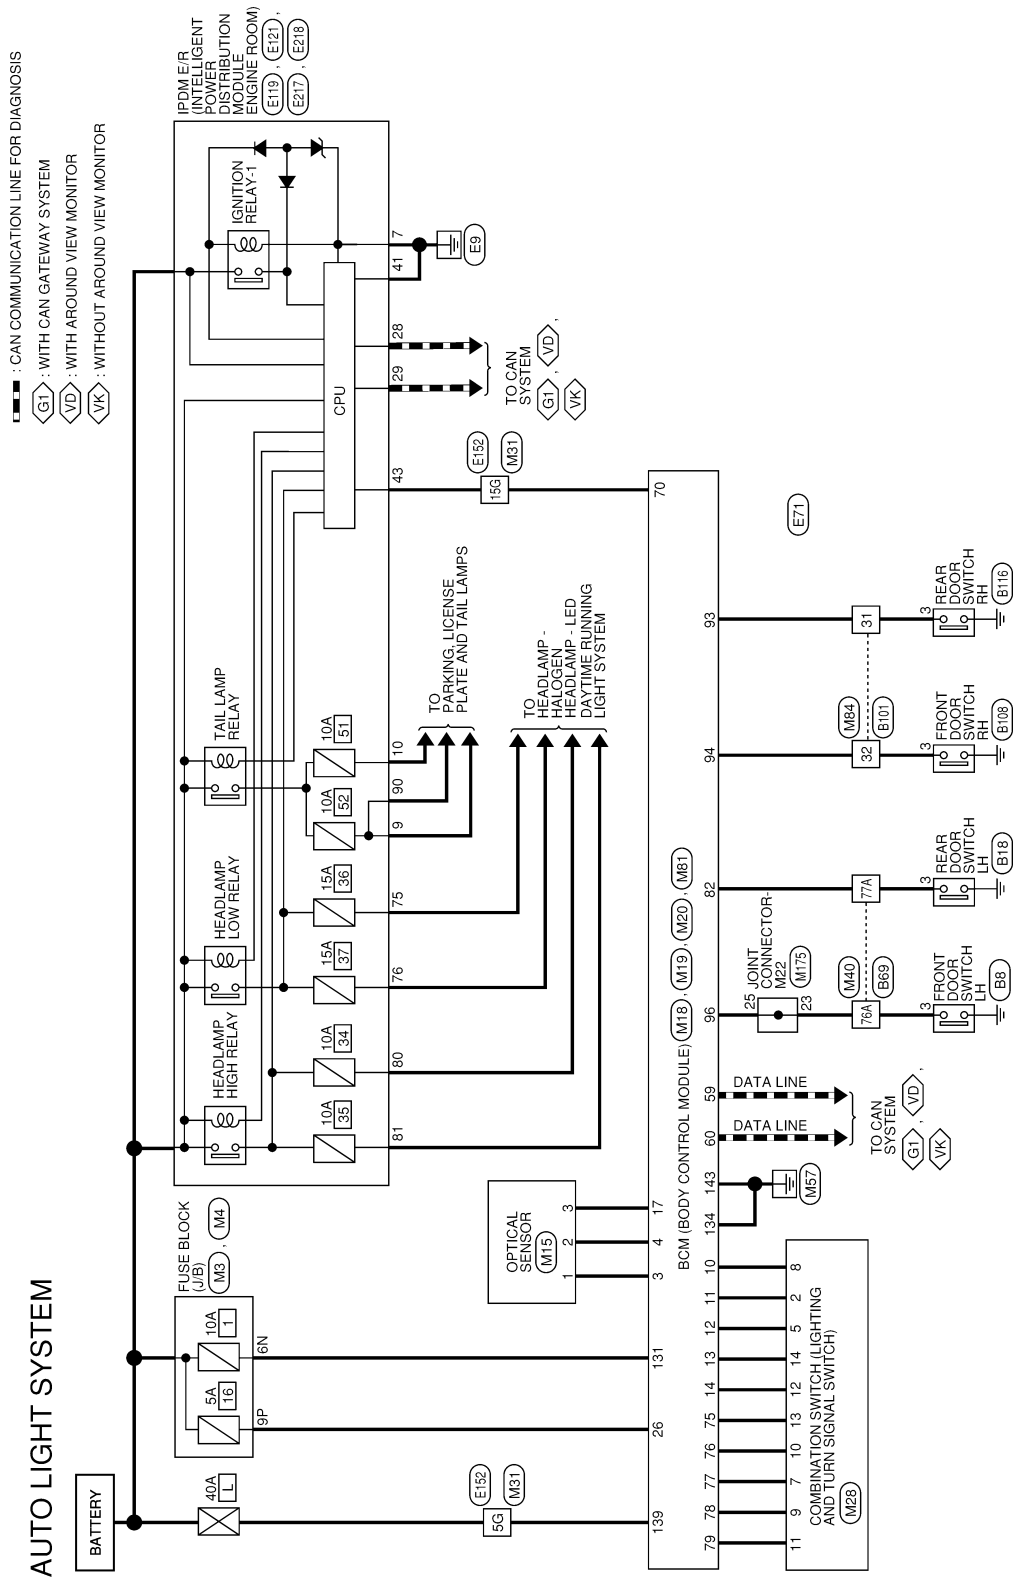 AUTO LIGHT SYSTEM
: CAN COMMUNICATION LINE FOR DIAGNOSIS
G1 : WITH CAN GATEWAY SYSTEM
VD : WITH AROUND VIEW MONITOR
VK : WITHOUT AROUND VIEW MONITOR
BATTERY
40A
L
FUSE BLOCK
(J/B)
M3 , M4
5A
16
10A
1
9P
6N
E152
M31
5G
IPDM E/R
(INTELLIGENT
POWER
DISTRIBUTION
MODULE
ENGINE ROOM)
E119 , E121 ,
E217 , E218
HEADLAMP
HIGH RELAY
HEADLAMP
LOW RELAY
TAIL LAMP
RELAY
IGNITION
RELAY-1
CPU
10A
35
10A
34
15A
37
15A
36
10A
52
10A
51
81
80
76
75
9
90
10
43
29
28
41
7
E9
TO
PARKING, LICENSE
PLATE AND TAIL LAMPS
TO
HEADLAMP -
HALOGEN
HEADLAMP - LED
DAYTIME RUNNING
LIGHT SYSTEM
TO CAN
SYSTEM
G1 , VD ,
VK
E152
M31
15G
OPTICAL
SENSOR
M15
1
2
3
139
26
131
3
4
17
70
BCM (BODY CONTROL MODULE) M18 , M19 , M20 , M81
79
78
77
76
75
14
13
12
11
10
134
143
60
59
96
82
94
93
11
9
7
10
13
12
14
5
2
8
COMBINATION SWITCH (LIGHTING
AND TURN SIGNAL SWITCH)
M28
M57
DATA LINE
DATA LINE
TO CAN
SYSTEM
G1 , VD ,
VK
25
23
JOINT
CONNECTOR-
M22
M175
76A
M40
B69
77A
32
M84
B101
31
E71
3
FRONT
DOOR
SWITCH
LH
B8
3
REAR
DOOR
SWITCH
LH
B18
3
FRONT
DOOR
SWITCH
RH
B108
3
REAR
DOOR
SWITCH
RH
B116